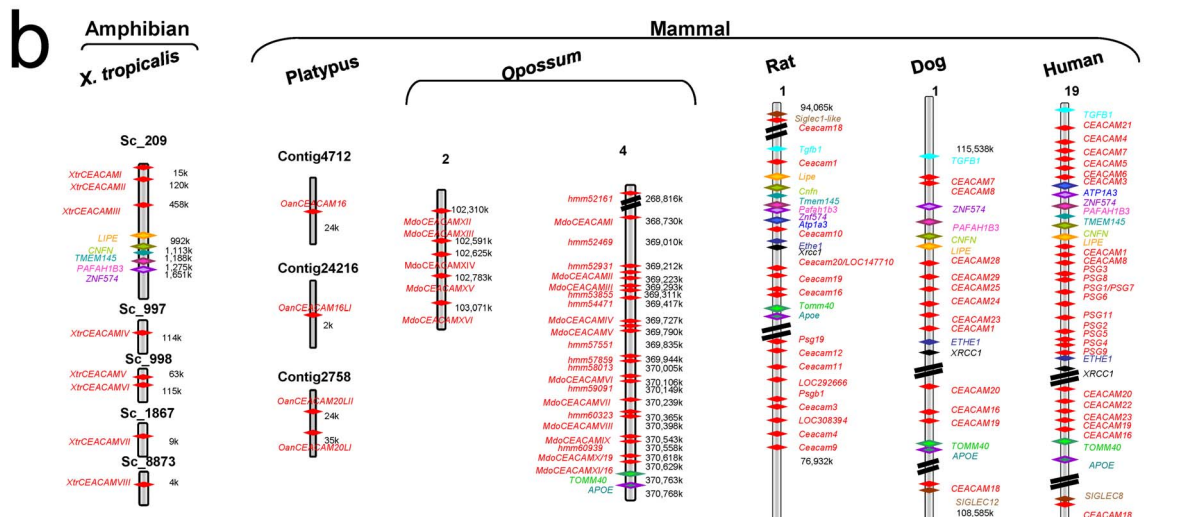 b
Amphibian
Mammal
X. tropicalis
Platypus
Opossum
Rat
Dog
Human
Sc_209
XtrCEACAMI
15k
XtrCEACAMII
120k
XtrCEACAMIII
458k
LIPE
992k
CNFN
1,113k
TMEM145
1,188k
PAFAH1B3
1,275k
ZNF574
1,651k
Sc_997
XtrCEACAMIV
114k
Sc_998
XtrCEACAMV
63k
XtrCEACAMVI
115k
Sc_1867
XtrCEACAMVII
9k
Sc_8873
XtrCEACAMVIII
4k
Contig4712
OanCEACAM16
24k
Contig24216
OanCEACAM16LI
2k
Contig2758
OanCEACAM20LII
24k
35k
OanCEACAM20LI
2
102,310k
MdoCEACAMXII
MdoCEACAMXIII
102,591k
102,625k
MdoCEACAMXIV
102,783k
MdoCEACAMXV
103,071k
MdoCEACAMXVI
4
hmm52161
268,816k
MdoCEACAMI
368,730k
hmm52469
369,010k
hmm52931
369,212k
MdoCEACAMII
369,223k
MdoCEACAMIII
369,293k
hmm53855
369,311k
hmm54471
369,417k
MdoCEACAMIV
369,727k
MdoCEACAMV
369,790k
hmm57551
369,835k
hmm57859
369,944k
hmm58013
370,005k
MdoCEACAMVI
370,106k
hmm59091
370,149k
MdoCEACAMVII
370,239k
hmm60323
370,365k
MdoCEACAMVIII
370,398k
MdoCEACAMIX
370,543k
hmm60939
370,558k
MdoCEACAMX/19
370,618k
MdoCEACAMXI/16
370,629k
TOMM40
370,763k
APOE
370,768k
1
94,065k
Siglec1-like
Ceacam18
Tgfb1
Ceacam1
Lipe
Cnfn
Tmem145
Pafah1b3
Znf574
Atp1a3
Ceacam10
Ethe1
Xrcc1
Ceacam20/LOC147710
Ceacam19
Ceacam16
Tomm40
Apoe
Psg19
Ceacam12
Ceacam11
LOC292666
Psgb1
Ceacam3
LOC308394
Ceacam4
Ceacam9
76,932k
1
115,538k
TGFB1
CEACAM7
CEACAM8
ZNF574
PAFAH1B3
CNFN
LIPE
CEACAM28
CEACAM29
CEACAM25
CEACAM24
CEACAM23
CEACAM1
ETHE1
XRCC1
CEACAM20
CEACAM16
CEACAM19
TOMM40
APOE
CEACAM18
SIGLEC12
108,585k
19
TGFB1
CEACAM21
CEACAM4
CEACAM7
CEACAM5
CEACAM6
CEACAM3
ATP1A3
ZNF574
PAFAH1B3
TMEM145
CNFN
LIPE
CEACAM1
CEACAM8
PSG3
PSG8
PSG1/PSG7
PSG6
PSG11
PSG2
PSG5
PSG4
PSG9
ETHE1
XRCC1
CEACAM20
CEACAM22
CEACAM23
CEACAM19
CEACAM16
TOMM40
APOE
SIGLEC8
CEACAM18